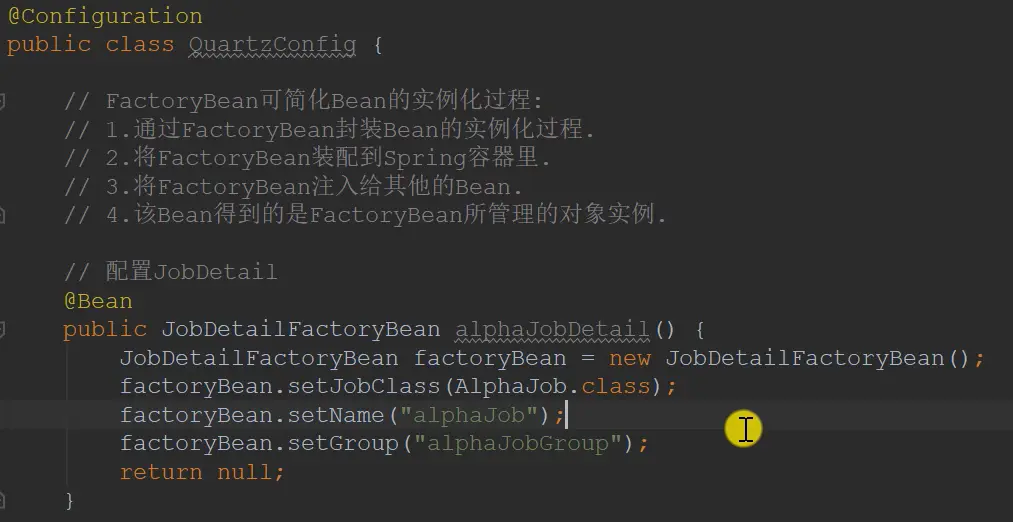 @Configuration
public class QuartzConfig {
// FactoryBean可简化Bean的实例化过程:
// 1.通过FactoryBean封装Bean的实例化过程.
// 2.将FactoryBean装配到Spring容器里.
// 3.将FactoryBean注入给其他的Bean.
// 4.该Bean得到的是FactoryBean所管理的对象实例.
// 配置JobDetail
@Bean
public JobDetailFactoryBean alphaJobDetail() {
JobDetailFactoryBean factoryBean = new JobDetailFactoryBean();
factoryBean.setJobClass(AlphaJob.class);
factoryBean.setName("alphaJob");
factoryBean.setGroup("alphaJobGroup");
return null;
}